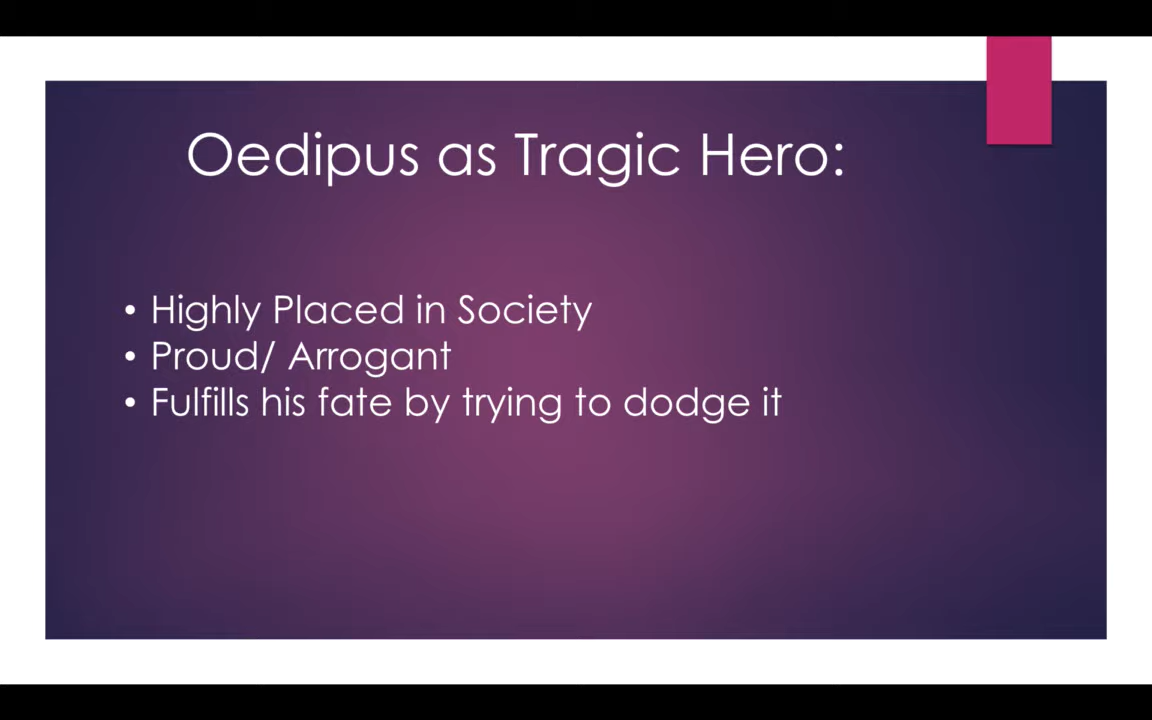 Oedipus as Tragic Hero:
• Highly Placed in Society
• Proud/ Arrogant
• Fulfills his fate by trying to dodge it